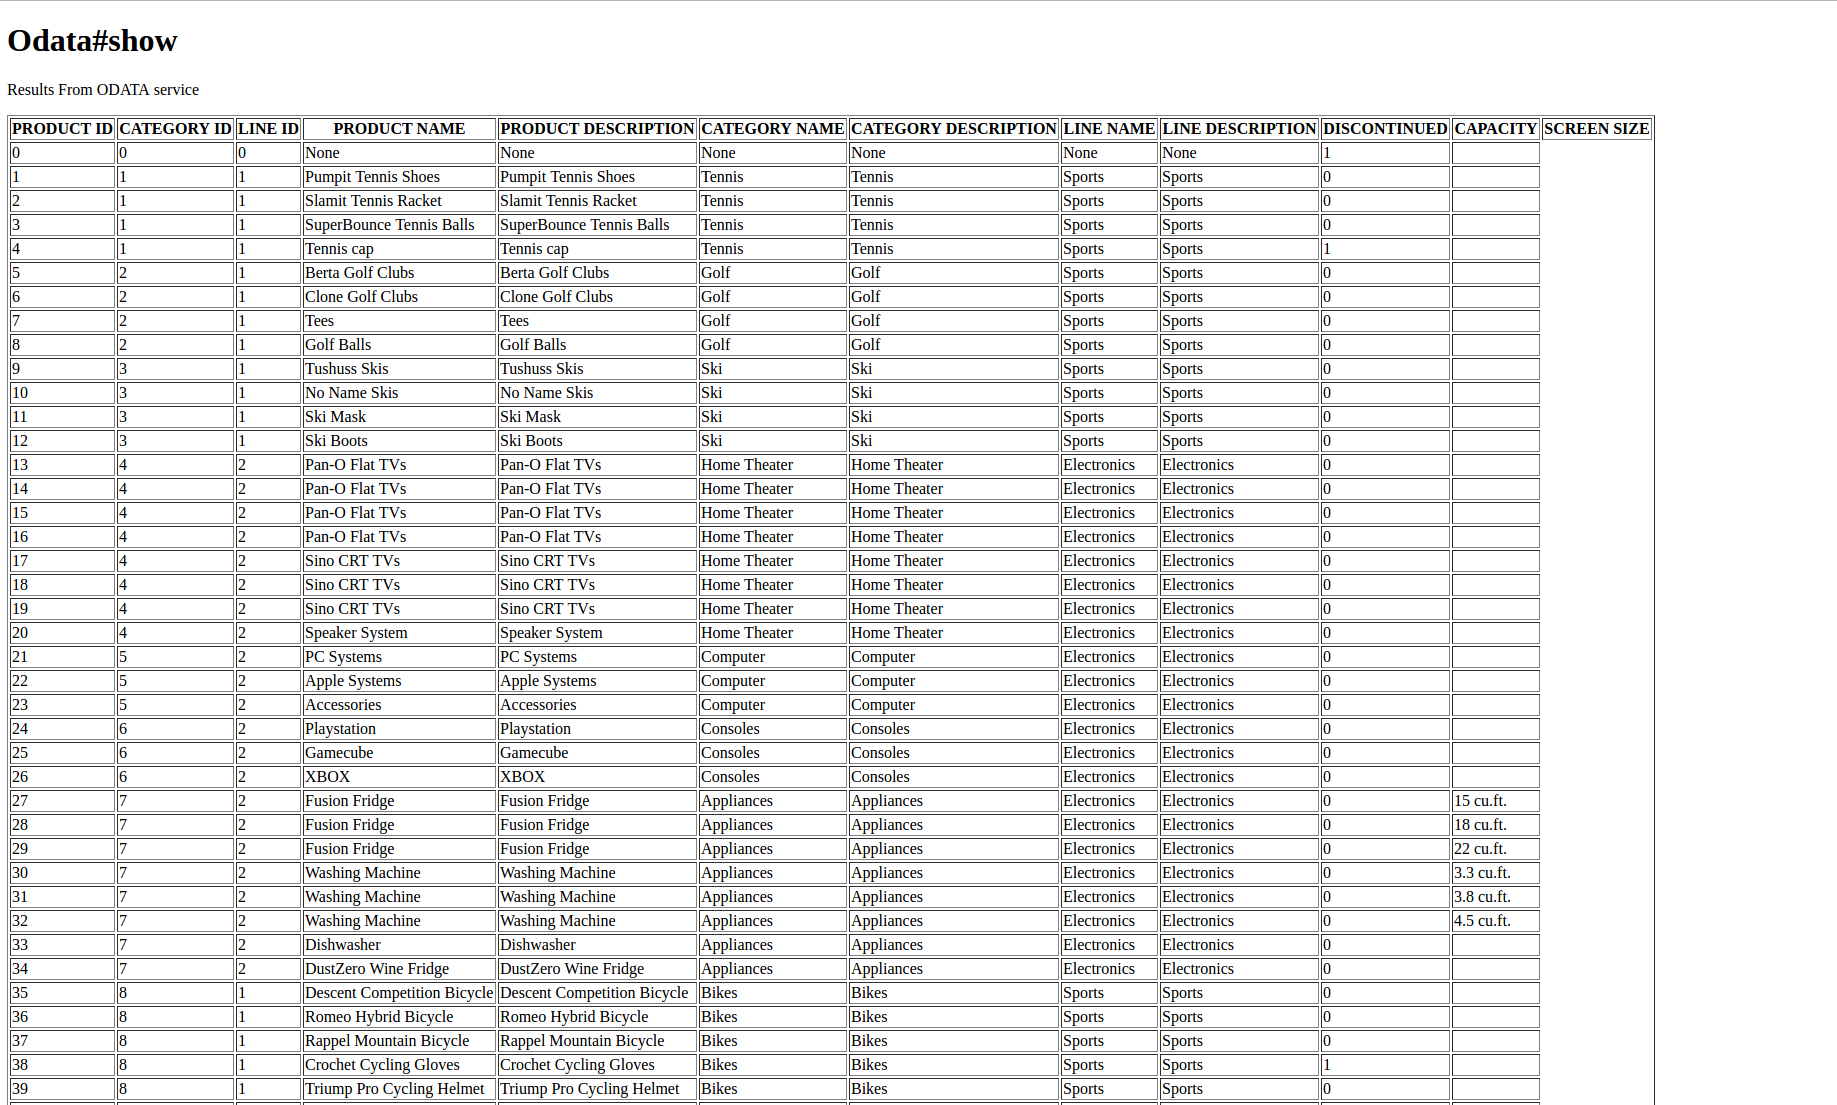 Odata#show
Results From ODATA service
PRODUCT ID CATEGORY ID LINE ID PRODUCT NAME PRODUCT DESCRIPTION CATEGORY NAME CATEGORY DESCRIPTION LINE NAME LINE DESCRIPTION DISCONTINUED CAPACITY SCREEN SIZE
0 0 0 None None None None None None 1
1 1 1 Pumpit Tennis Shoes Pumpit Tennis Shoes Tennis Tennis Sports Sports 0
2 1 1 Slamit Tennis Racket Slamit Tennis Racket Tennis Tennis Sports Sports 0
3 1 1 SuperBounce Tennis Balls SuperBounce Tennis Balls Tennis Tennis Sports Sports 0
4 1 1 Tennis cap Tennis cap Tennis Tennis Sports Sports 1
5 2 1 Berta Golf Clubs Berta Golf Clubs Golf Golf Sports Sports 0
6 2 1 Clone Golf Clubs Clone Golf Clubs Golf Golf Sports Sports 0
7 2 1 Tees Tees Golf Golf Sports Sports 0
8 2 1 Golf Balls Golf Balls Golf Golf Sports Sports 0
9 3 1 Tushuss Skis Tushuss Skis Ski Ski Sports Sports 0
10 3 1 No Name Skis No Name Skis Ski Ski Sports Sports 0
11 3 1 Ski Mask Ski Mask Ski Ski Sports Sports 0
12 3 1 Ski Boots Ski Boots Ski Ski Sports Sports 0
13 4 2 Pan-O Flat TVs Pan-O Flat TVs Home Theater Home Theater Electronics Electronics 0
14 4 2 Pan-O Flat TVs Pan-O Flat TVs Home Theater Home Theater Electronics Electronics 0
15 4 2 Pan-O Flat TVs Pan-O Flat TVs Home Theater Home Theater Electronics Electronics 0
16 4 2 Pan-O Flat TVs Pan-O Flat TVs Home Theater Home Theater Electronics Electronics 0
17 4 2 Sino CRT TVs Sino CRT TVs Home Theater Home Theater Electronics Electronics 0
18 4 2 Sino CRT TVs Sino CRT TVs Home Theater Home Theater Electronics Electronics 0
19 4 2 Sino CRT TVs Sino CRT TVs Home Theater Home Theater Electronics Electronics 0
20 4 2 Speaker System Speaker System Home Theater Home Theater Electronics Electronics 0
21 5 2 PC Systems PC Systems Computer Computer Electronics Electronics 0
22 5 2 Apple Systems Apple Systems Computer Computer Electronics Electronics 0
23 5 2 Accessories Accessories Computer Computer Electronics Electronics 0
24 6 2 Playstation Playstation Consoles Consoles Electronics Electronics 0
25 6 2 Gamecube Gamecube Consoles Consoles Electronics Electronics 0
26 6 2 XBOX XBOX Consoles Consoles Electronics Electronics 0
27 7 2 Fusion Fridge Fusion Fridge Appliances Appliances Electronics Electronics 0 15 cu.ft.
28 7 2 Fusion Fridge Fusion Fridge Appliances Appliances Electronics Electronics 0 18 cu.ft.
29 7 2 Fusion Fridge Fusion Fridge Appliances Appliances Electronics Electronics 0 22 cu.ft.
30 7 2 Washing Machine Washing Machine Appliances Appliances Electronics Electronics 0 3.3 cu.ft.
31 7 2 Washing Machine Washing Machine Appliances Appliances Electronics Electronics 0 3.8 cu.ft.
32 7 2 Washing Machine Washing Machine Appliances Appliances Electronics Electronics 0 4.5 cu.ft.
33 7 2 Dishwasher Dishwasher Appliances Appliances Electronics Electronics 0
34 7 2 DustZero Wine Fridge DustZero Wine Fridge Appliances Appliances Electronics Electronics 0
35 8 1 Descent Competition Bicycle Descent Competition Bicycle Bikes Bikes Sports Sports 0
36 8 1 Romeo Hybrid Bicycle Romeo Hybrid Bicycle Bikes Bikes Sports Sports 0
37 8 1 Rappel Mountain Bicycle Rappel Mountain Bicycle Bikes Bikes Sports Sports 0
38 8 1 Crochet Cycling Gloves Crochet Cycling Gloves Bikes Bikes Sports Sports 1
39 8 1 Triump Pro Cycling Helmet Triump Pro Cycling Helmet Bikes Bikes Sports Sports 0